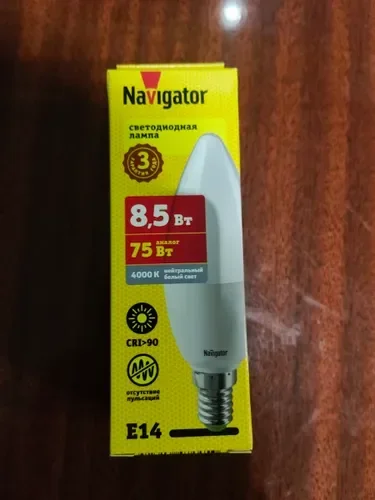 Navigator
светодиодная
лампа
3
8,5 Вт
аналог
75 Вт
4000 К
нейтральный
белый свет
CRI>90
отсутствие
пульсаций
Navigator
E14